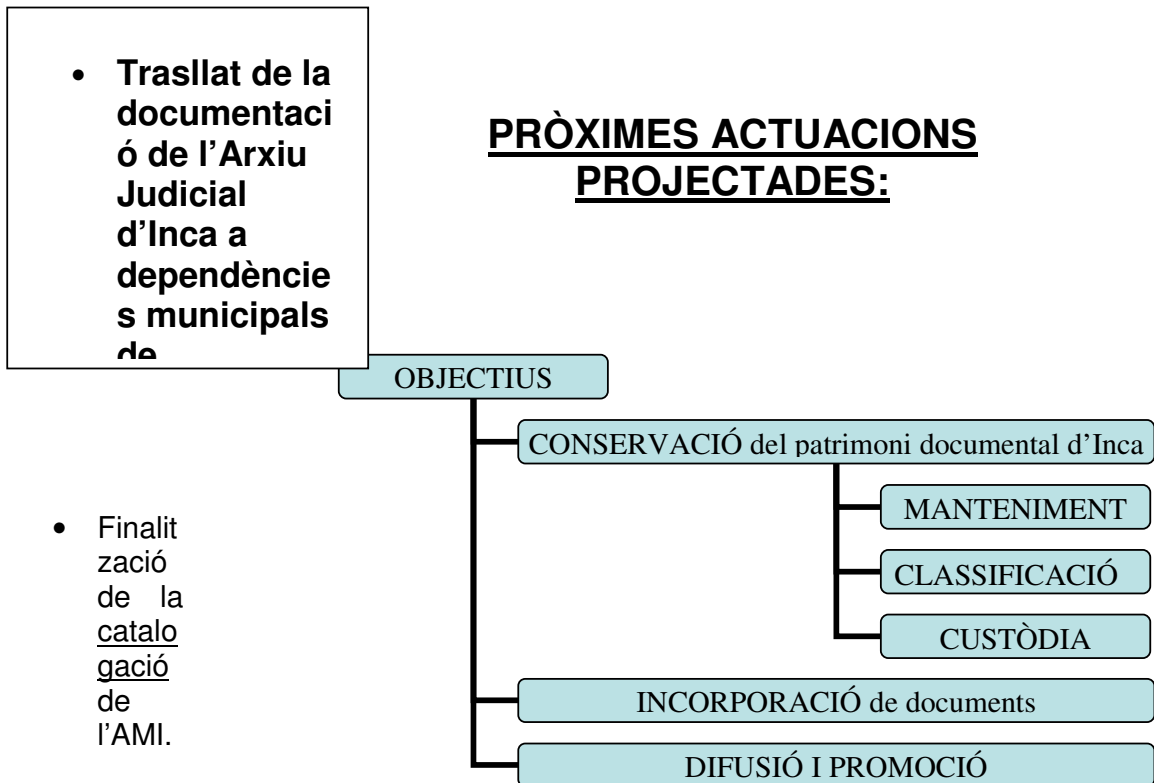 • Trasllat de la
documentaci
ó de l’Arxiu
Judicial
d’Inca a
dependèncie
s municipals
de
PRÒXIMES ACTUACIONS
PROJECTADES:
OBJECTIUS
CONSERVACIÓ del patrimoni documental d’Inca
MANTENIMENT
CLASSIFICACIÓ
CUSTÒDIA
INCORPORACIÓ de documents
DIFUSIÓ I PROMOCIÓ
• Finalit
zació
de la
catalo
gació
de
l’AMI.